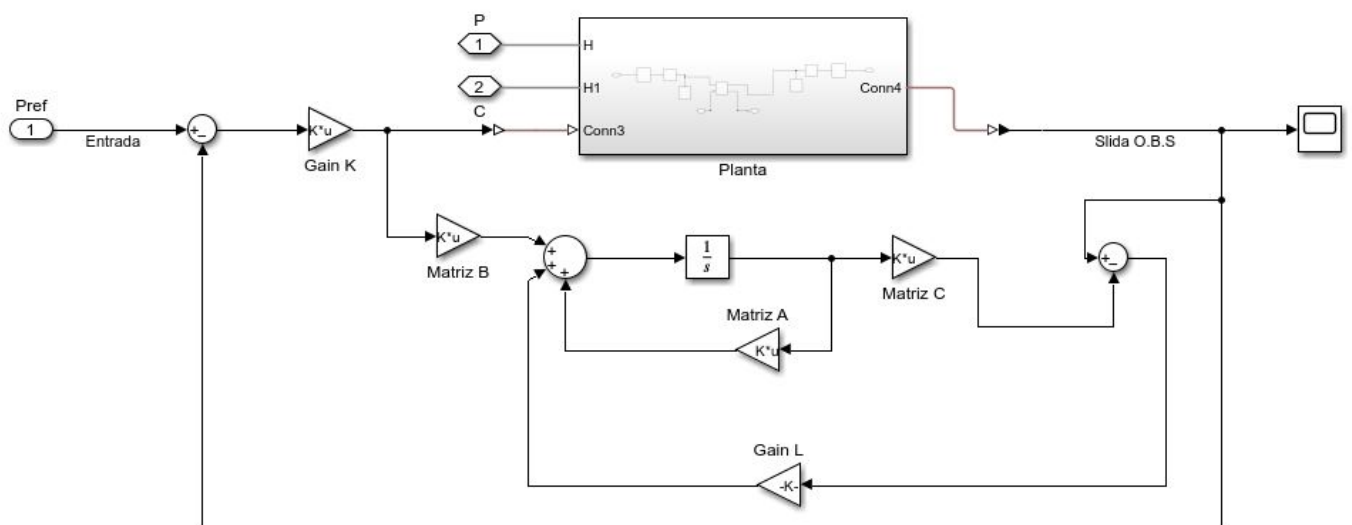 P
1
H
2
H1
Conn4
Pref
1
C
Conn3
Entrada
+
−
K*u
Slida O.B.S
Gain K
Planta
K*u
Matriz B
+
+
+
1
s
K*u
Matriz C
+
−
Matriz A
K*u
Gain L
-K-